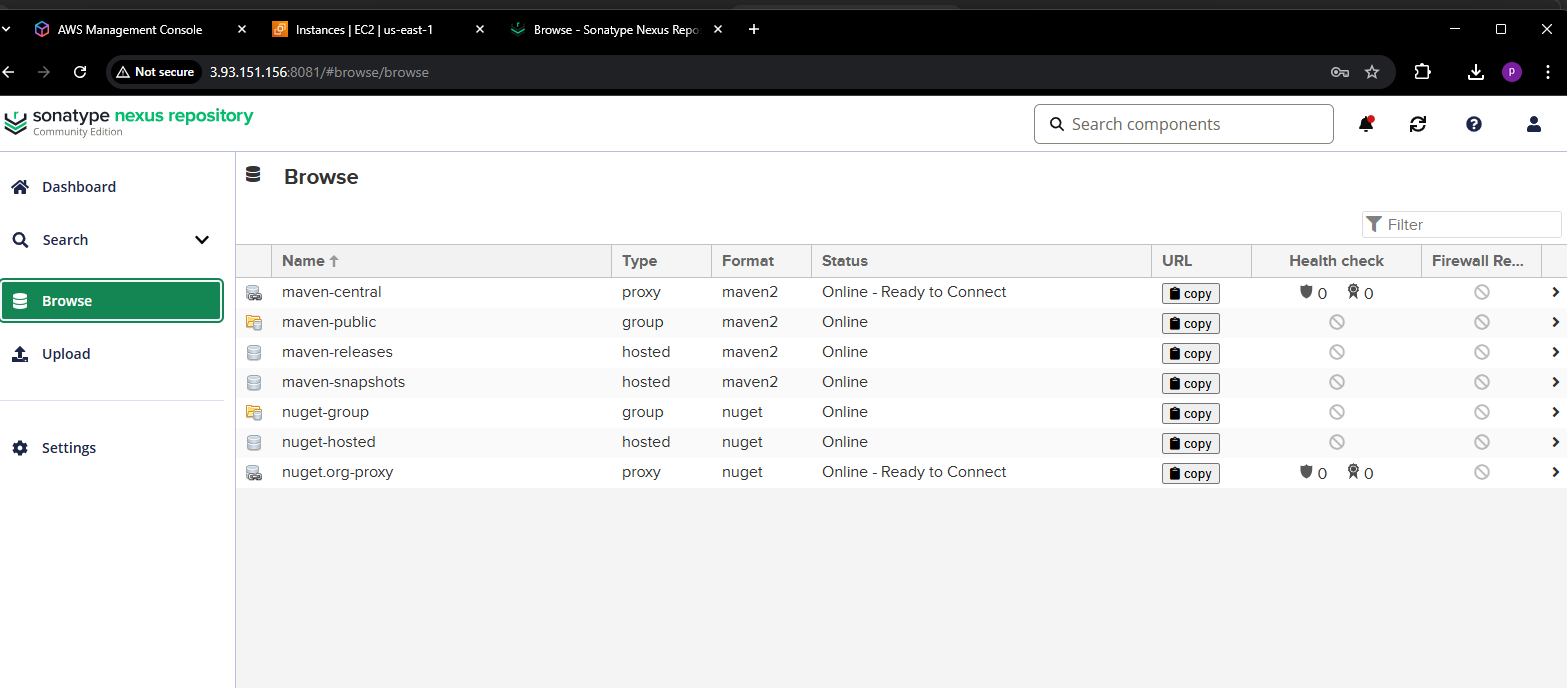 AWS Management Console
Instances | EC2 | us-east-1
Browse - Sonatype Nexus Repo
Not secure 3.93.151.156:8081/#browse/browse
p
sonatype nexus repository
Community Edition
Search components
Dashboard
Search
Browse
Upload
Settings
Browse
Filter
Name Type Format Status URL Health check Firewall Re...
maven-central proxy maven2 Online - Ready to Connect copy 0 0
maven-public group maven2 Online copy
maven-releases hosted maven2 Online copy
maven-snapshots hosted maven2 Online copy
nuget-group group nuget Online copy
nuget-hosted hosted nuget Online copy
nuget.org-proxy proxy nuget Online - Ready to Connect copy 0 0